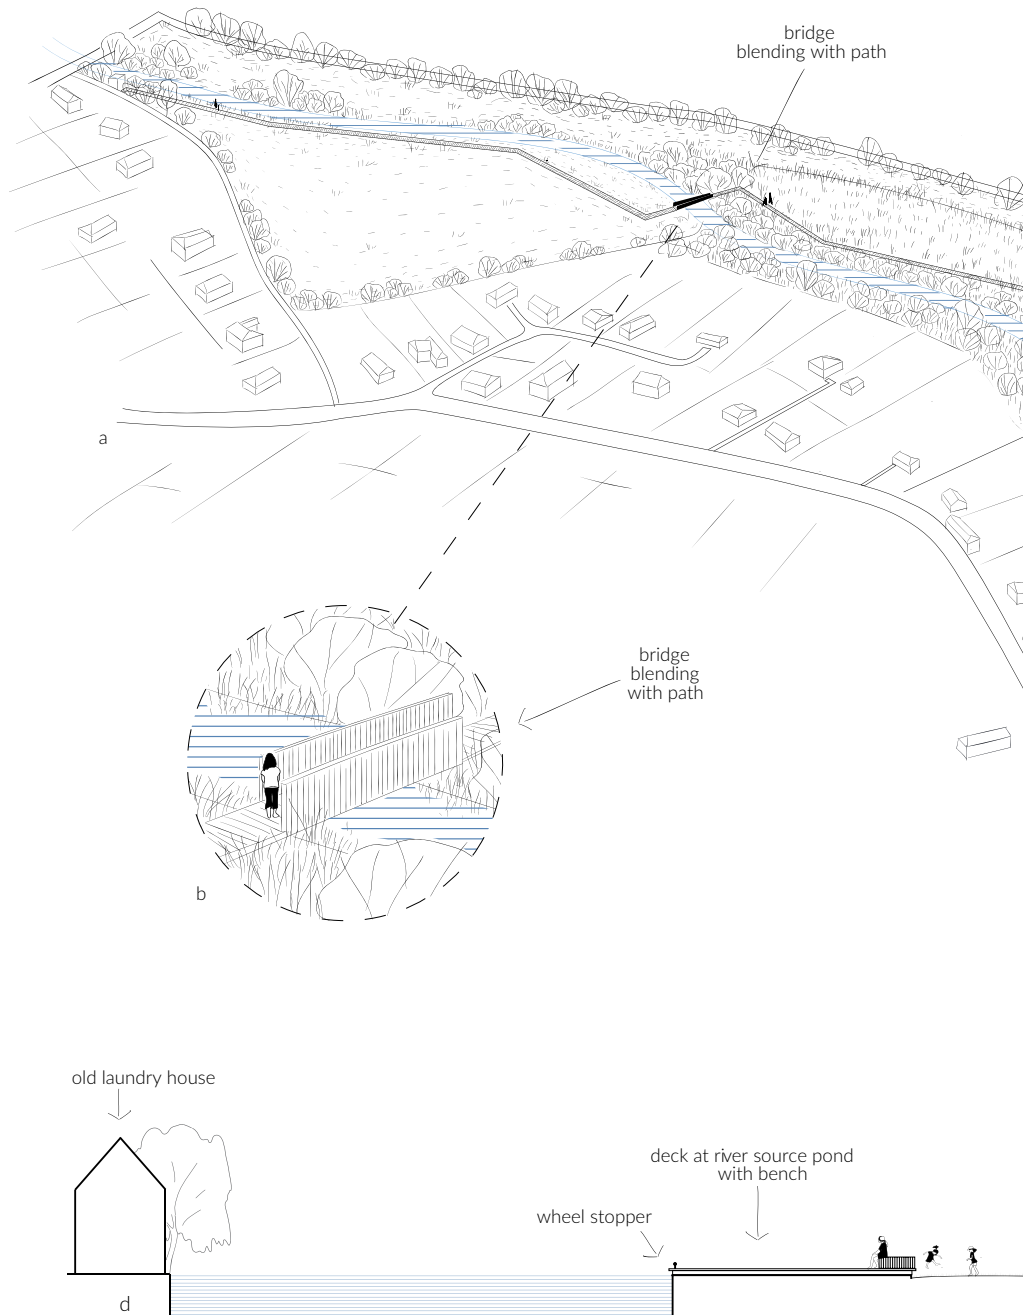 bridge
blending with path
a
bridge
blending
with path
b
old laundry house
deck at river source pond
with bench
wheel stopper
d